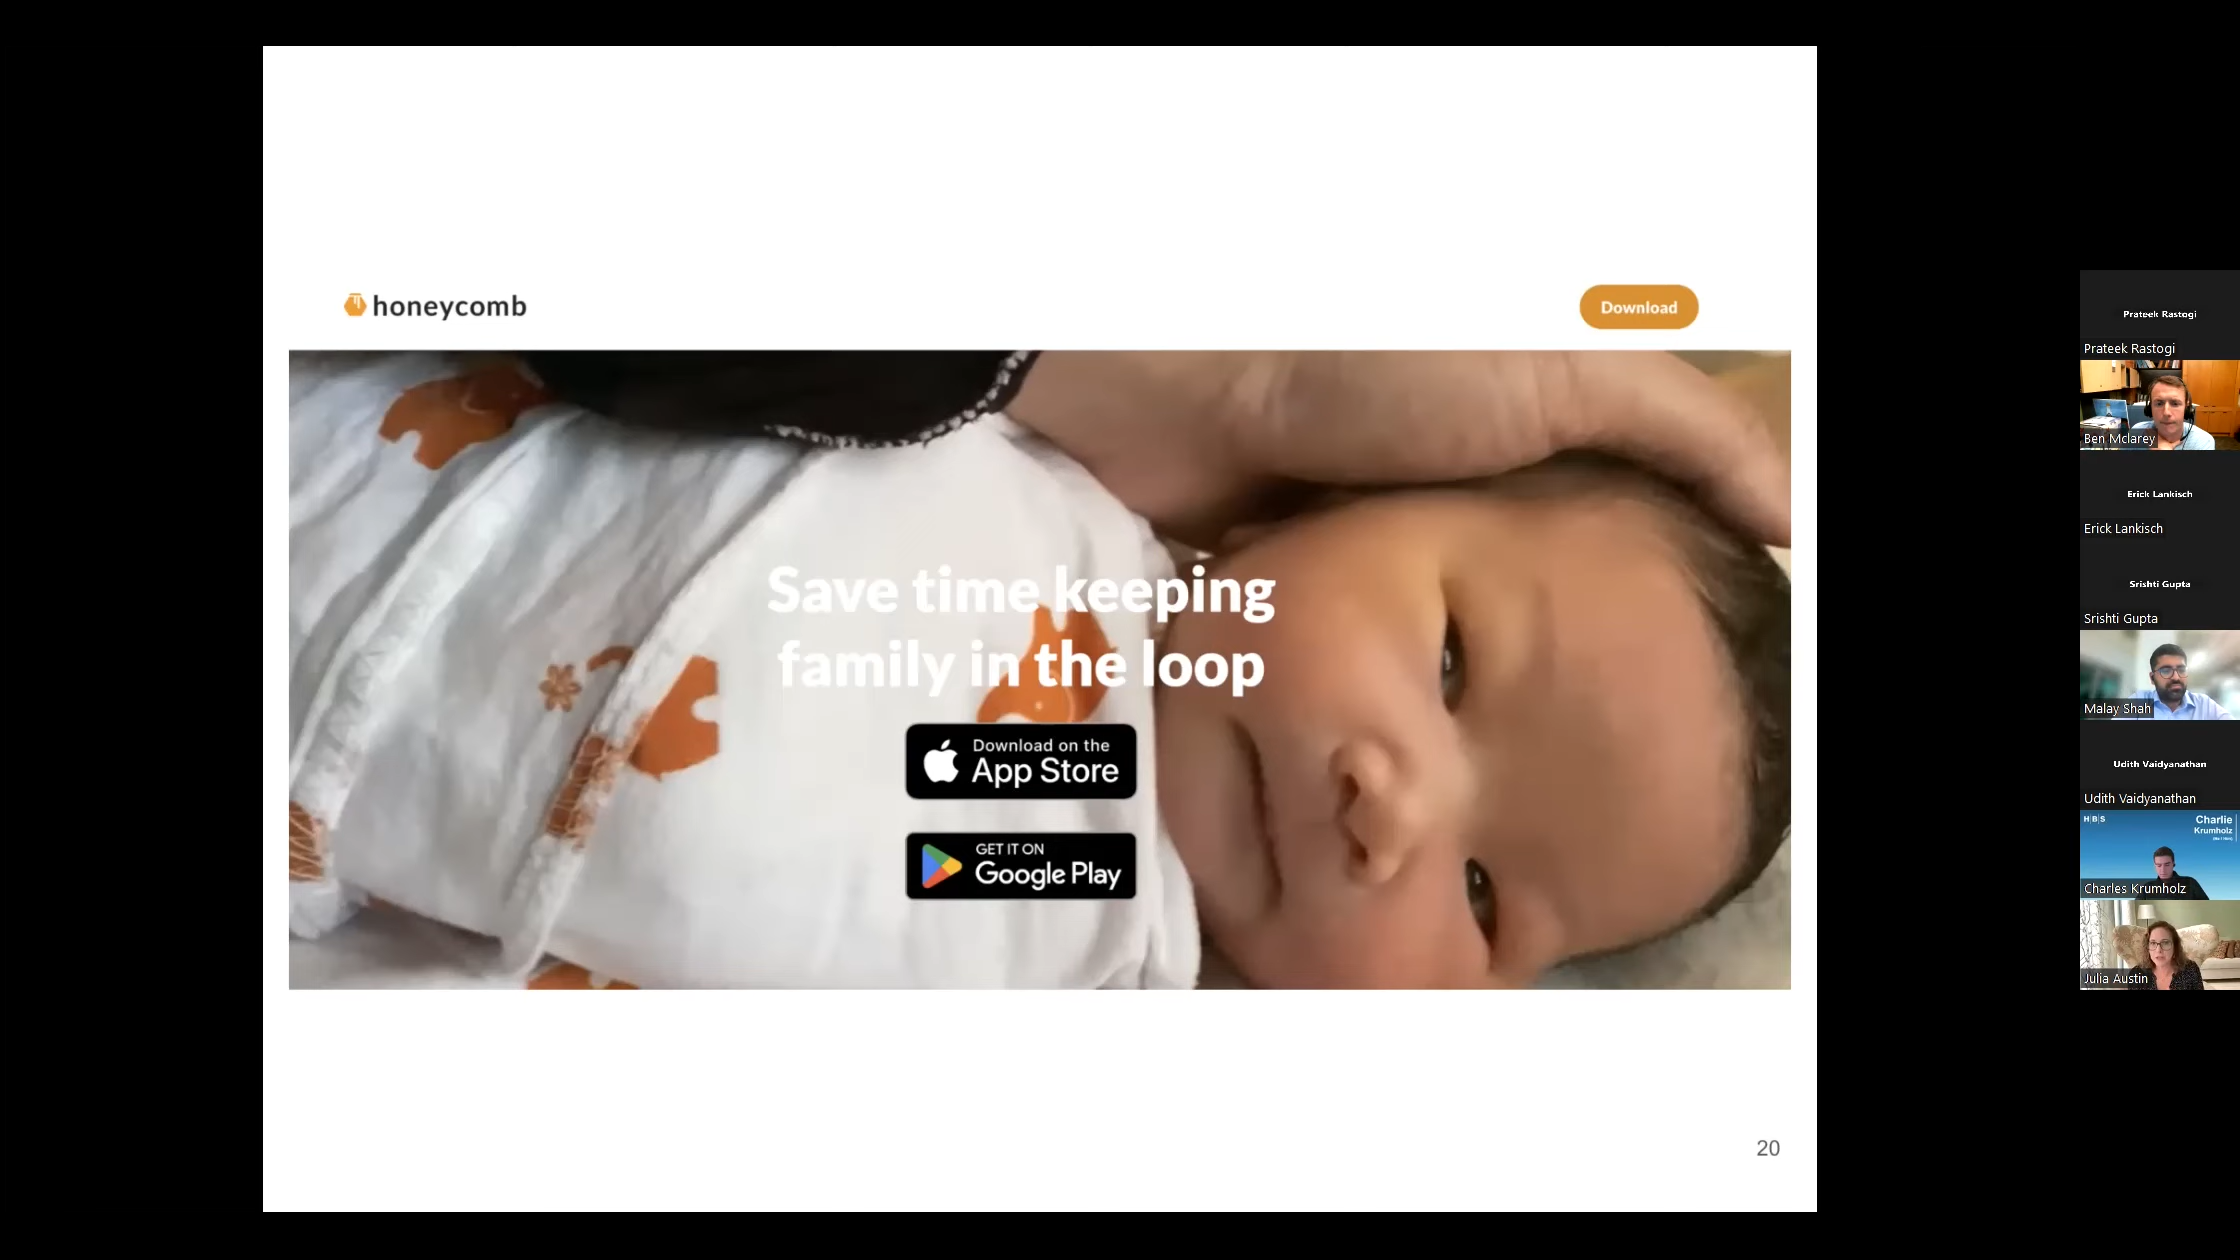 honeycomb
Download
Save time keeping
family in the loop
Download on the
App Store
GET IT ON
Google Play
20
Prateek Rastogi
Prateek Rastogi
Ben Mclarey
Erick Lankisch
Erick Lankisch
Srishti Gupta
Srishti Gupta
Malay Shah
Udith Vaidyanathan
Udith Vaidyanathan
H|B|S
Charlie
Krumholz
Charles Krumholz
Julia Austin